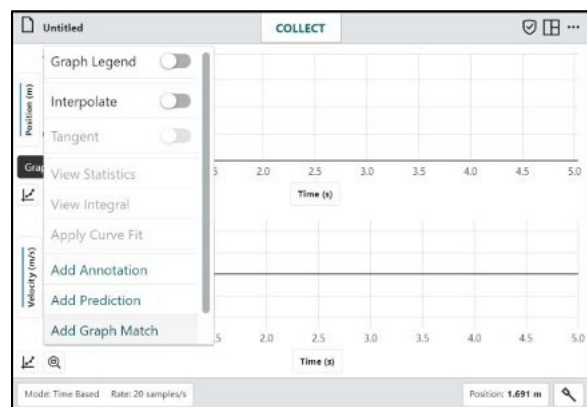 Untitled
COLLECT
Graph Legend
Interpolate
Tangent
View Statistics
View Integral
Apply Curve Fit
Add Annotation
Add Prediction
Add Graph Match
Position (m)
Grap
5 2.0 2.5 3.0 3.5 4.0 4.5 5.0
Time (s)
Velocity (m/s)
.5 2.0 2.5 3.0 3.5 4.0 4.5 5.0
Time (s)
Mode: Time Based Rate: 20 samples/s
Position: 1.691 m